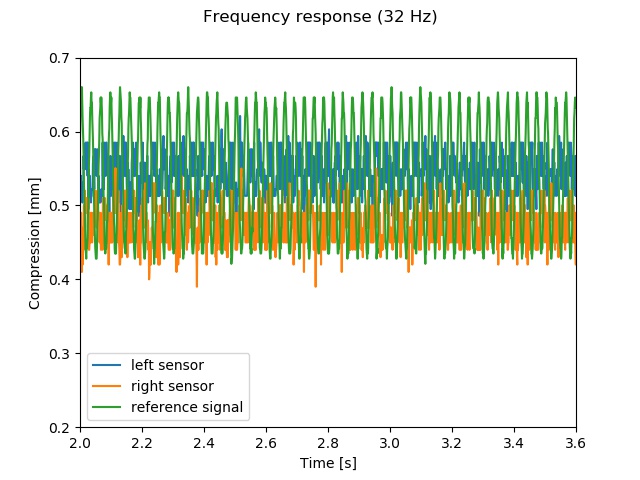 Frequency response (32 Hz)
0.7
0.6
0.5
0.4
0.3
0.2
Compression [mm]
left sensor
right sensor
reference signal
2.0 2.2 2.4 2.6 2.8 3.0 3.2 3.4 3.6
Time [s]